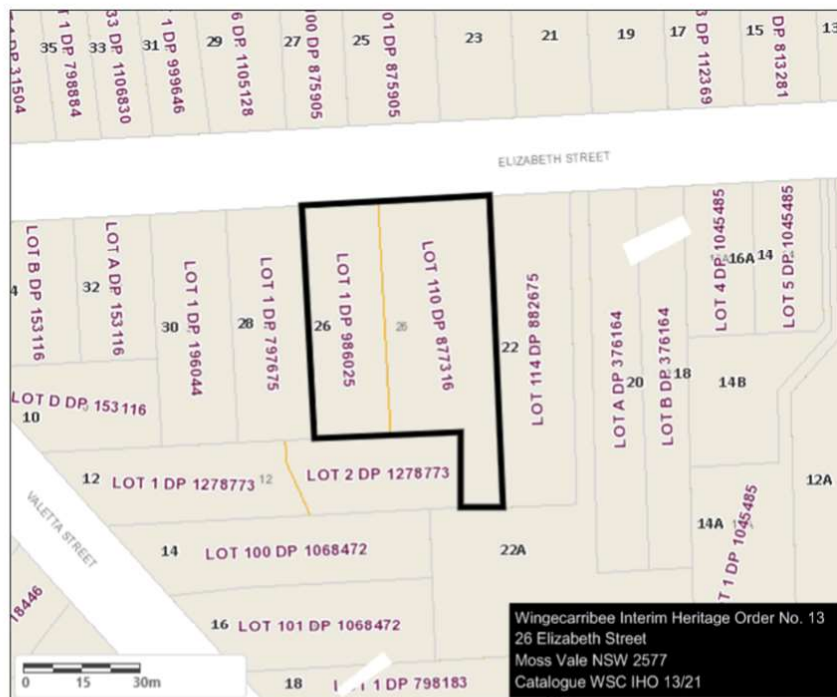 35
33
31
29
27
25
23
21
19
17
15
13
DP 31504
T 1 DP 798884
33 DP 1106830
T 1 DP 999646
6 DP 1105128
100 DP 875905
01 DP 875905
3 DP 112369
DP 813281
ELIZABETH STREET
LOT B DP 153116
32
LOT A DP 153116
30
LOT 1 DP 196044
28
LOT 1 DP 797675
26
LOT 1 DP 986025
26
LOT 110 DP 877316
22
LOT 114 DP 882675
LOT A DP 376164
20
LOT B DP 376164
18
LOT 4 DP 1045485
16A
14
LOT 5 DP 1045485
4
LOT D DP 153116
10
14B
12
LOT 1 DP 1278773
12
LOT 2 DP 1278773
12A
VALETTA STREET
14
LOT 100 DP 1068472
22A
14A
T 1 DP 1045485
18446
16
LOT 101 DP 1068472
18
1 DP 798183
0 15 30m
Wingecarribee Interim Heritage Order No. 13
26 Elizabeth Street
Moss Vale NSW 2577
Catalogue WSC IHO 13/21